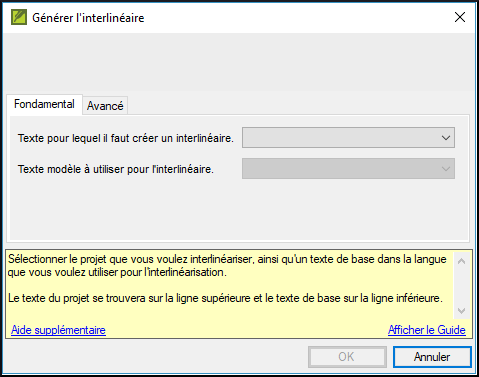 Générer l'interlinéaire
Fondamental
Avancé
Texte pour lequel il faut créer un interlinéaire.
Texte modèle à utiliser pour l'interlinéaire.
Sélectionner le projet que vous voulez interlinéariser, ainsi qu'un texte de base dans la langue
que vous voulez utiliser pour l'interlinéarisation.
Le texte du projet se trouvera sur la ligne supérieure et le texte de base sur la ligne inférieure.
Aide supplémentaire
Afficher le Guide
OK
Annuler